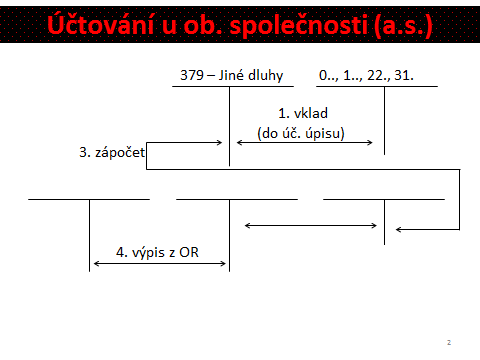 Účtování u ob. společnosti (a.s.)
379 – Jiné dluhy
0.., 1.., 22., 31.
1. vklad
(do úč. úpisu)
3. zápočet
4. výpis z OR
2